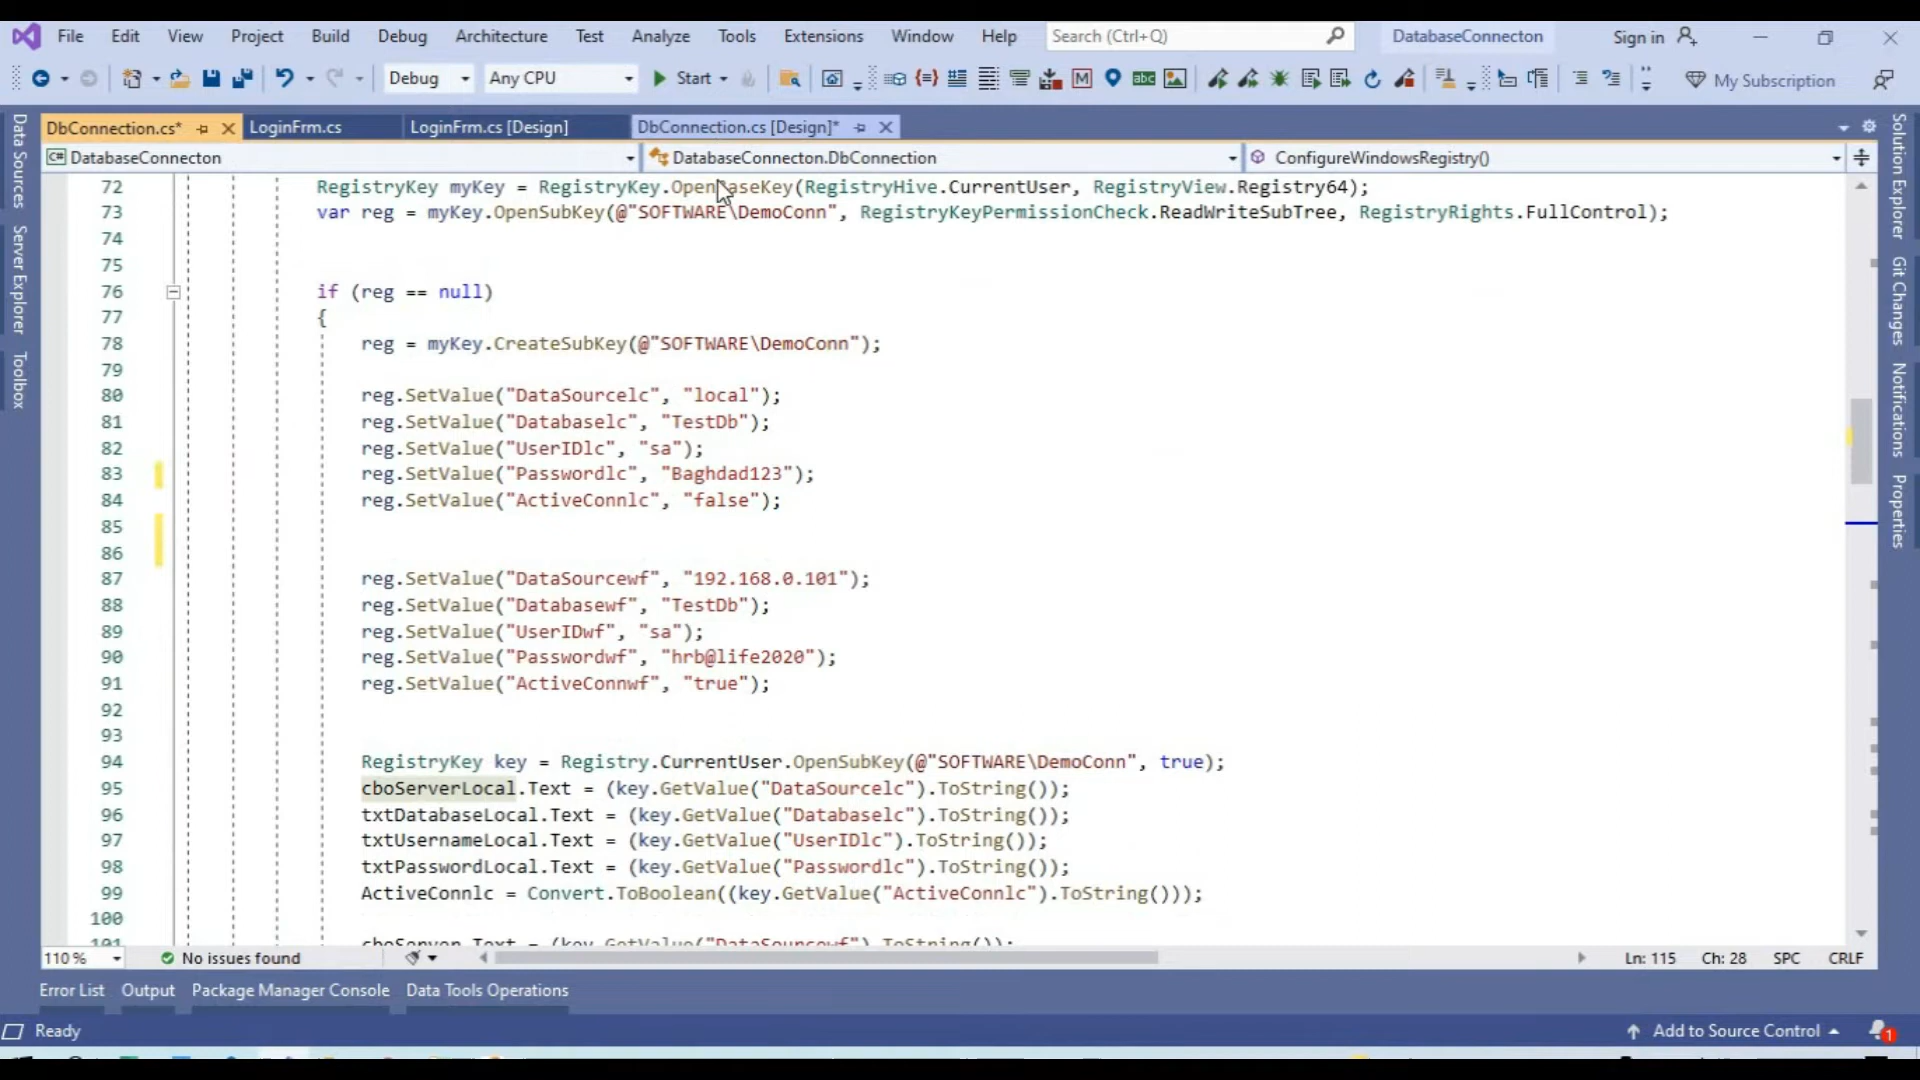 File Edit View Project Build Debug Architecture Test Analyze Tools Extensions Window Help Search (Ctrl+Q) DatabaseConnecton Sign in
Debug Any CPU Start My Subscription
DbConnection.cs* LoginFrm.cs LoginFrm.cs [Design] DbConnection.cs [Design]*
DatabaseConnecton DatabaseConnecton.DbConnection ConfigureWindowsRegistry()
Data Sources
Server Explorer
Toolbox
72 RegistryKey myKey = RegistryKey.OpenBaseKey(RegistryHive.CurrentUser, RegistryView.Registry64);
73 var reg = myKey.OpenSubKey(@"SOFTWARE\DemoConn", RegistryKeyPermissionCheck.ReadWriteSubTree, RegistryRights.FullControl);
74
75
76 if (reg == null)
77 {
78 reg = myKey.CreateSubKey(@"SOFTWARE\DemoConn");
79
80 reg.SetValue("DataSourcelc", "local");
81 reg.SetValue("Databaselc", "TestDb");
82 reg.SetValue("UserIDlc", "sa");
83 reg.SetValue("Passwordlc", "Baghdad123");
84 reg.SetValue("ActiveConnlc", "false");
85
86
87 reg.SetValue("DataSourcewf", "192.168.0.101");
88 reg.SetValue("Databasewf", "TestDb");
89 reg.SetValue("UserIDwf", "sa");
90 reg.SetValue("Passwordwf", "hrb@life2020");
91 reg.SetValue("ActiveConnwf", "true");
92
93
94 RegistryKey key = Registry.CurrentUser.OpenSubKey(@"SOFTWARE\DemoConn", true);
95 cboServerLocal.Text = (key.GetValue("DataSourcelc").ToString());
96 txtDatabaseLocal.Text = (key.GetValue("Databaselc").ToString());
97 txtUsernameLocal.Text = (key.GetValue("UserIDlc").ToString());
98 txtPasswordLocal.Text = (key.GetValue("Passwordlc").ToString());
99 ActiveConnlc = Convert.ToBoolean((key.GetValue("ActiveConnlc").ToString()));
100
101 cboServer.Text = (key.GetValue("DataSourcewf").ToString());
Solution Explorer
Git Changes
Notifications
Properties
110 % No issues found Ln: 115 Ch: 28 SPC CRLF
Error List Output Package Manager Console Data Tools Operations
Ready Add to Source Control 1